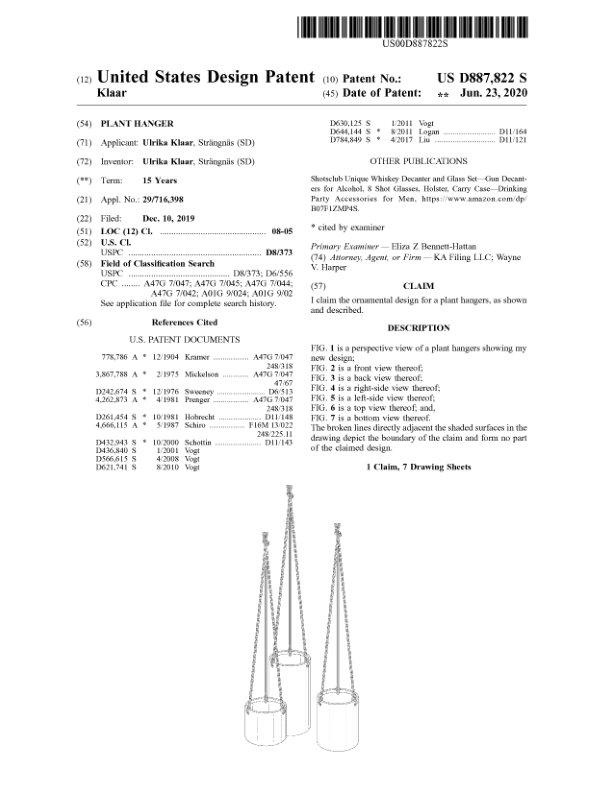 US00D887822S
(12) United States Design Patent
Klaar
(10) Patent No.: US D887,822 S
(45) Date of Patent: ** Jun. 23, 2020
(54) PLANT HANGER
(71) Applicant: Ulrika Klaar, Strängnäs (SD)
(72) Inventor: Ulrika Klaar, Strängnäs (SD)
(**) Term: 15 Years
(21) Appl. No.: 29/716,398
(22) Filed: Dec. 10, 2019
(51) LOC (12) Cl. .......... 08-05
(52) U.S. Cl.
USPC .......... D8/373
(58) Field of Classification Search
USPC .......... D8/373; D6/556
CPC ........ A47G 7/047; A47G 7/045; A47G 7/044;
A47G 7/042; A01G 9/024; A01G 9/02
See application file for complete search history.
(56) References Cited
U.S. PATENT DOCUMENTS
778,786 A * 12/1904 Kramer .......... A47G 7/047
248/318
3,867,788 A * 2/1975 Mickelson .......... A47G 7/047
47/67
D242,674 S * 12/1976 Sweeney .......... D6/513
4,262,873 A * 4/1981 Prenger .......... A47G 7/047
248/318
D261,454 S * 10/1981 Hobrecht .......... D11/148
4,666,115 A * 5/1987 Schiro .......... F16M 13/022
248/225.11
D432,943 S * 10/2000 Schottin .......... D11/143
D436,840 S 1/2001 Vogt
D566,615 S 4/2008 Vogt
D621,741 S 8/2010 Vogt
D630,125 S 1/2011 Vogt
D644,144 S * 8/2011 Logan .......... D11/164
D784,849 S * 4/2017 Liu .......... D11/121
OTHER PUBLICATIONS
Shotsclub Unique Whiskey Decanter and Glass Set—Gun Decant-
ers for Alcohol, 8 Shot Glasses, Holster, Carry Case—Drinking
Party Accessories for Men, https://www.amazon.com/dp/
B07F1ZMP4S.
* cited by examiner
Primary Examiner — Eliza Z Bennett-Hattan
(74) Attorney, Agent, or Firm — KA Filing LLC; Wayne
V. Harper
(57) CLAIM
I claim the ornamental design for a plant hangers, as shown
and described.
DESCRIPTION
FIG. 1 is a perspective view of a plant hangers showing my
new design;
FIG. 2 is a front view thereof;
FIG. 3 is a back view thereof;
FIG. 4 is a right-side view thereof;
FIG. 5 is a left-side view thereof;
FIG. 6 is a top view thereof; and,
FIG. 7 is a bottom view thereof.
The broken lines directly adjacent the shaded surfaces in the
drawing depict the boundary of the claim and form no part
of the claimed design.
1 Claim, 7 Drawing Sheets